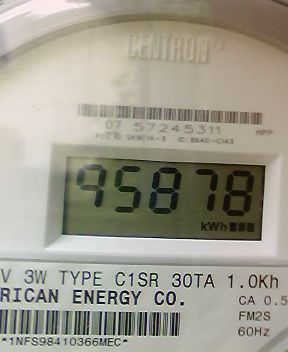 CENTRON
07 57245311 HPP
95878
kWh
V 3W TYPE C1SR 30TA 1.0Kh
RICAN ENERGY CO. CA 0.5
FM2S
*1NFS98410366MEC* 60Hz